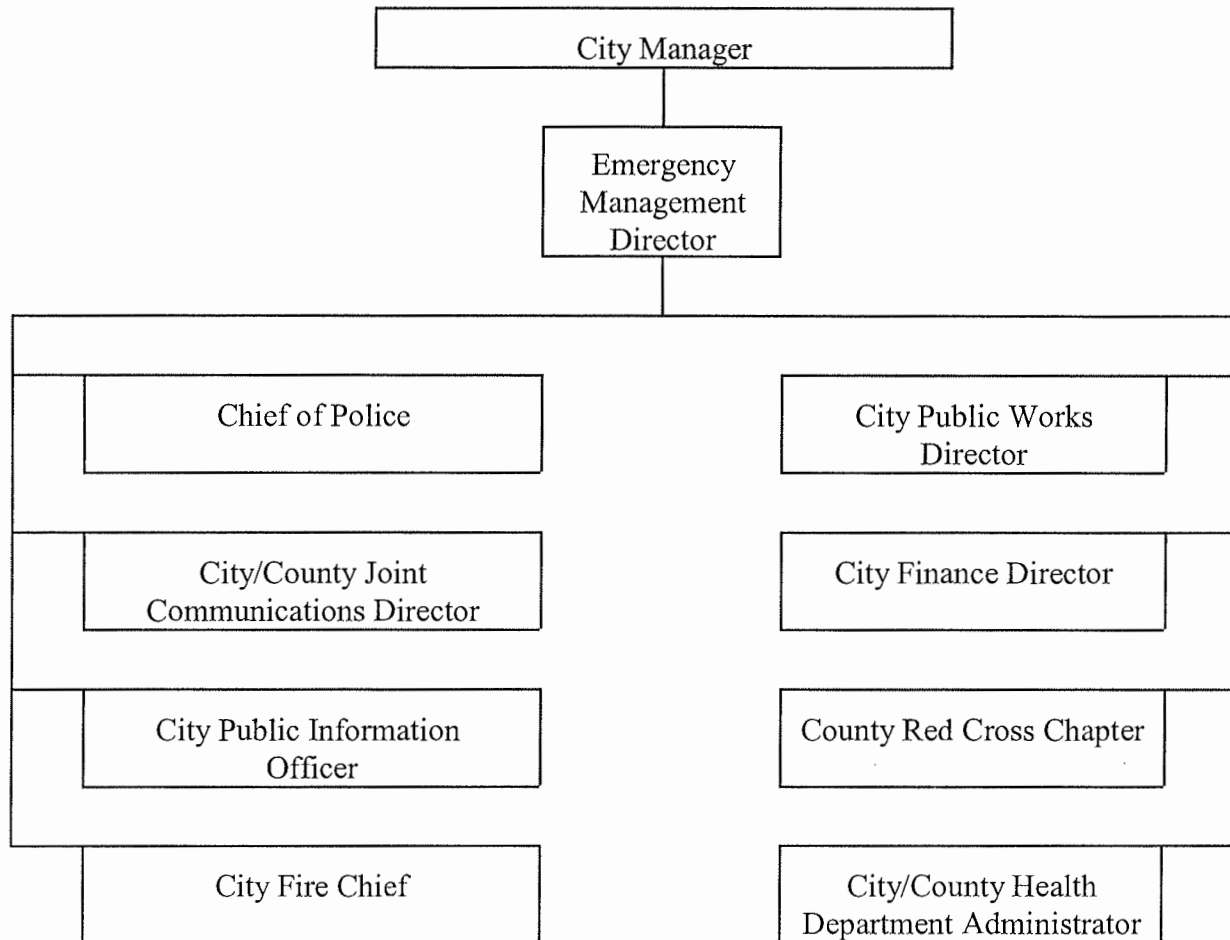 City Manager
Emergency
Management
Director
Chief of Police
City Public Works
Director
City/County Joint
Communications Director
City Finance Director
City Public Information
Officer
County Red Cross Chapter
City Fire Chief
City/County Health
Department Administrator